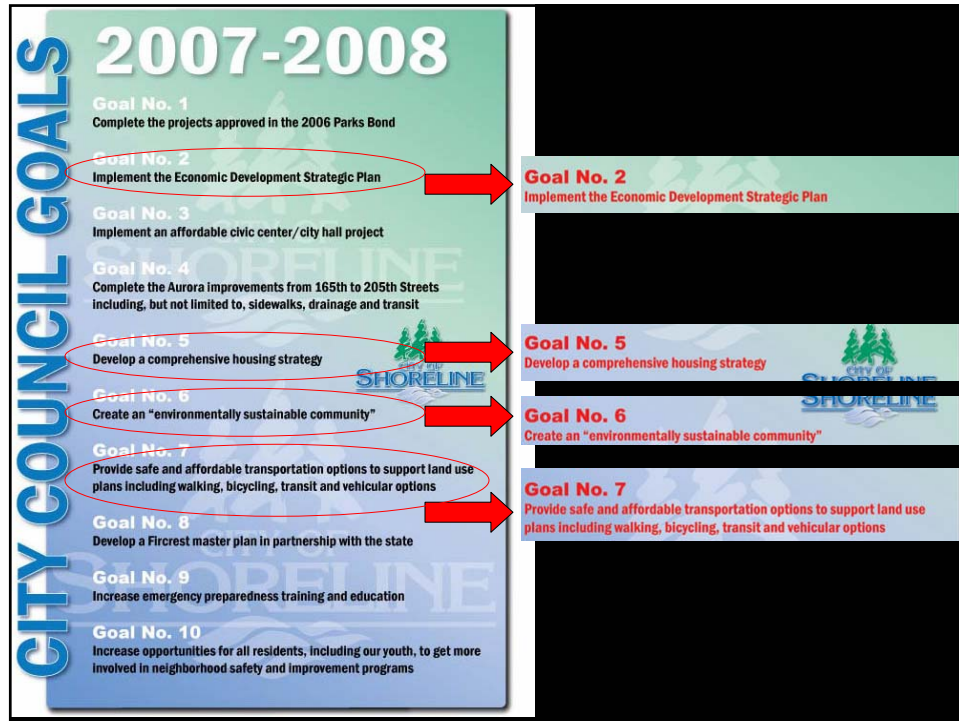 CITY COUNCIL GOALS
2007-2008
Goal No. 1
Complete the projects approved in the 2006 Parks Bond
Goal No. 2
Implement the Economic Development Strategic Plan
Goal No. 3
Implement an affordable civic center/city hall project
Goal No. 4
Complete the Aurora improvements from 165th to 205th Streets
including, but not limited to, sidewalks, drainage and transit
Goal No. 5
Develop a comprehensive housing strategy
CITY OF
SHORELINE
Goal No. 6
Create an “environmentally sustainable community”
Goal No. 7
Provide safe and affordable transportation options to support land use
plans including walking, bicycling, transit and vehicular options
Goal No. 8
Develop a Fircrest master plan in partnership with the state
Goal No. 9
Increase emergency preparedness training and education
Goal No. 10
Increase opportunities for all residents, including our youth, to get more
involved in neighborhood safety and improvement programs
CITY OF
SHORELINE
CITY OF
SHORELINE
Goal No. 2
Implement the Economic Development Strategic Plan
Goal No. 5
Develop a comprehensive housing strategy
CITY OF
SHORELINE
Goal No. 6
Create an “environmentally sustainable community”
SHORELINE
Goal No. 7
Provide safe and affordable transportation options to support land use
plans including walking, bicycling, transit and vehicular options